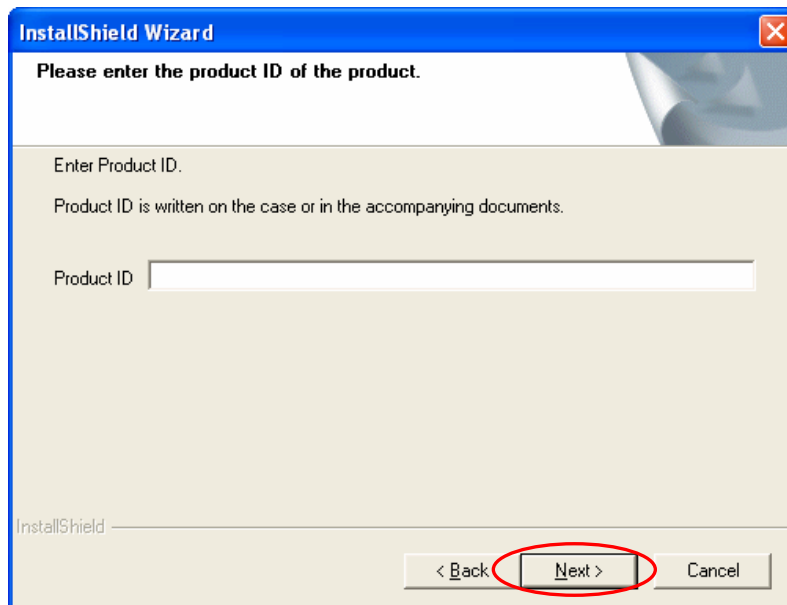 InstallShield Wizard
Please enter the product ID of the product.
Enter Product ID.
Product ID is written on the case or in the accompanying documents.
Product ID
InstallShield
< Back Next > Cancel